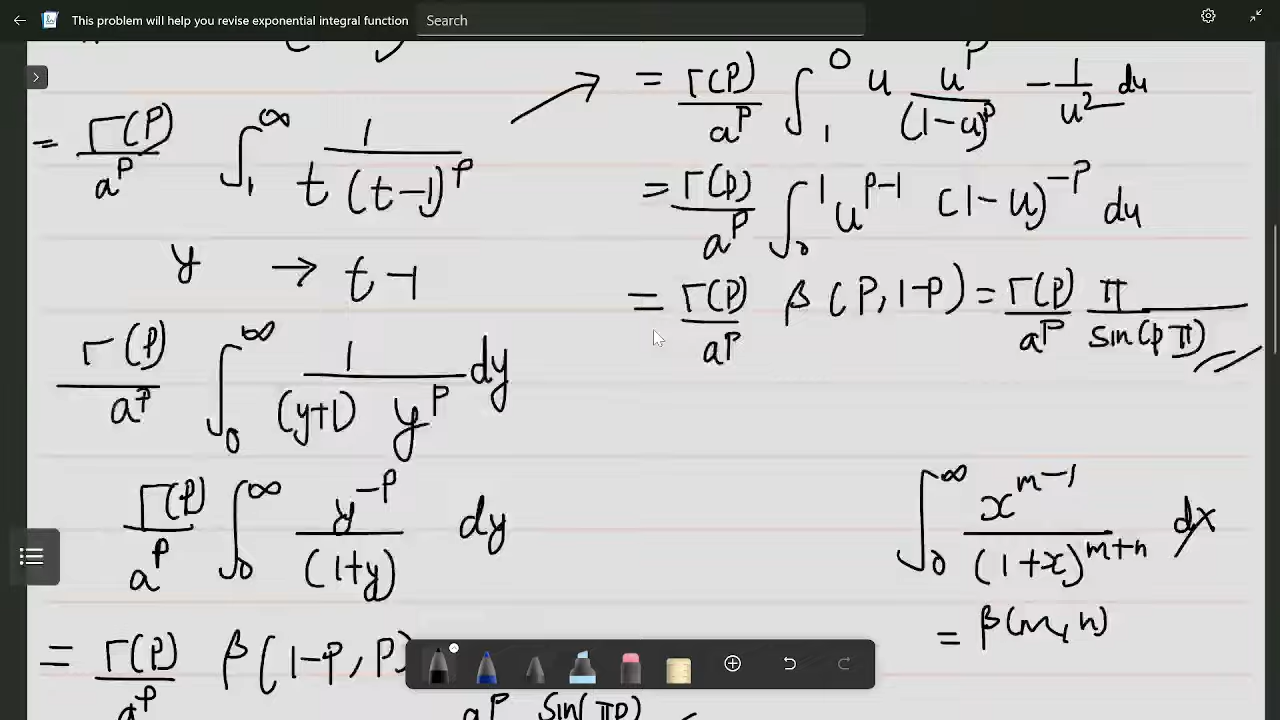 This problem will help you revise exponential integral function
Search
= Γ(P)/a^P ∫_1^∞ 1/(t (t-1)^P)
y → t-1
Γ(P)/a^P ∫_0^∞ 1/((y+1) y^P) dy
Γ(P)/a^P ∫_0^∞ y^{-P}/(1+y) dy
= Γ(P)/a^P β(1-P, P)
a^P sin(πP)
= Γ(P)/a^P ∫_1^0 u u^P/(1-u)^P -1/u^2 du
= Γ(P)/a^P ∫_0^1 u^{P-1} (1-u)^{-P} du
= Γ(P)/a^P β(P, 1-P) = Γ(P)/a^P π/sin(pπ)
∫_0^∞ x^{m-1}/(1+x)^{m+n} dx
= β(m, n)